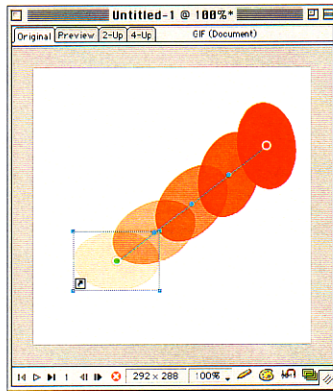 Untitled-1 @ 100%*
Original Preview 2-Up 4-Up GIF (Document)
1 292 × 288 100%